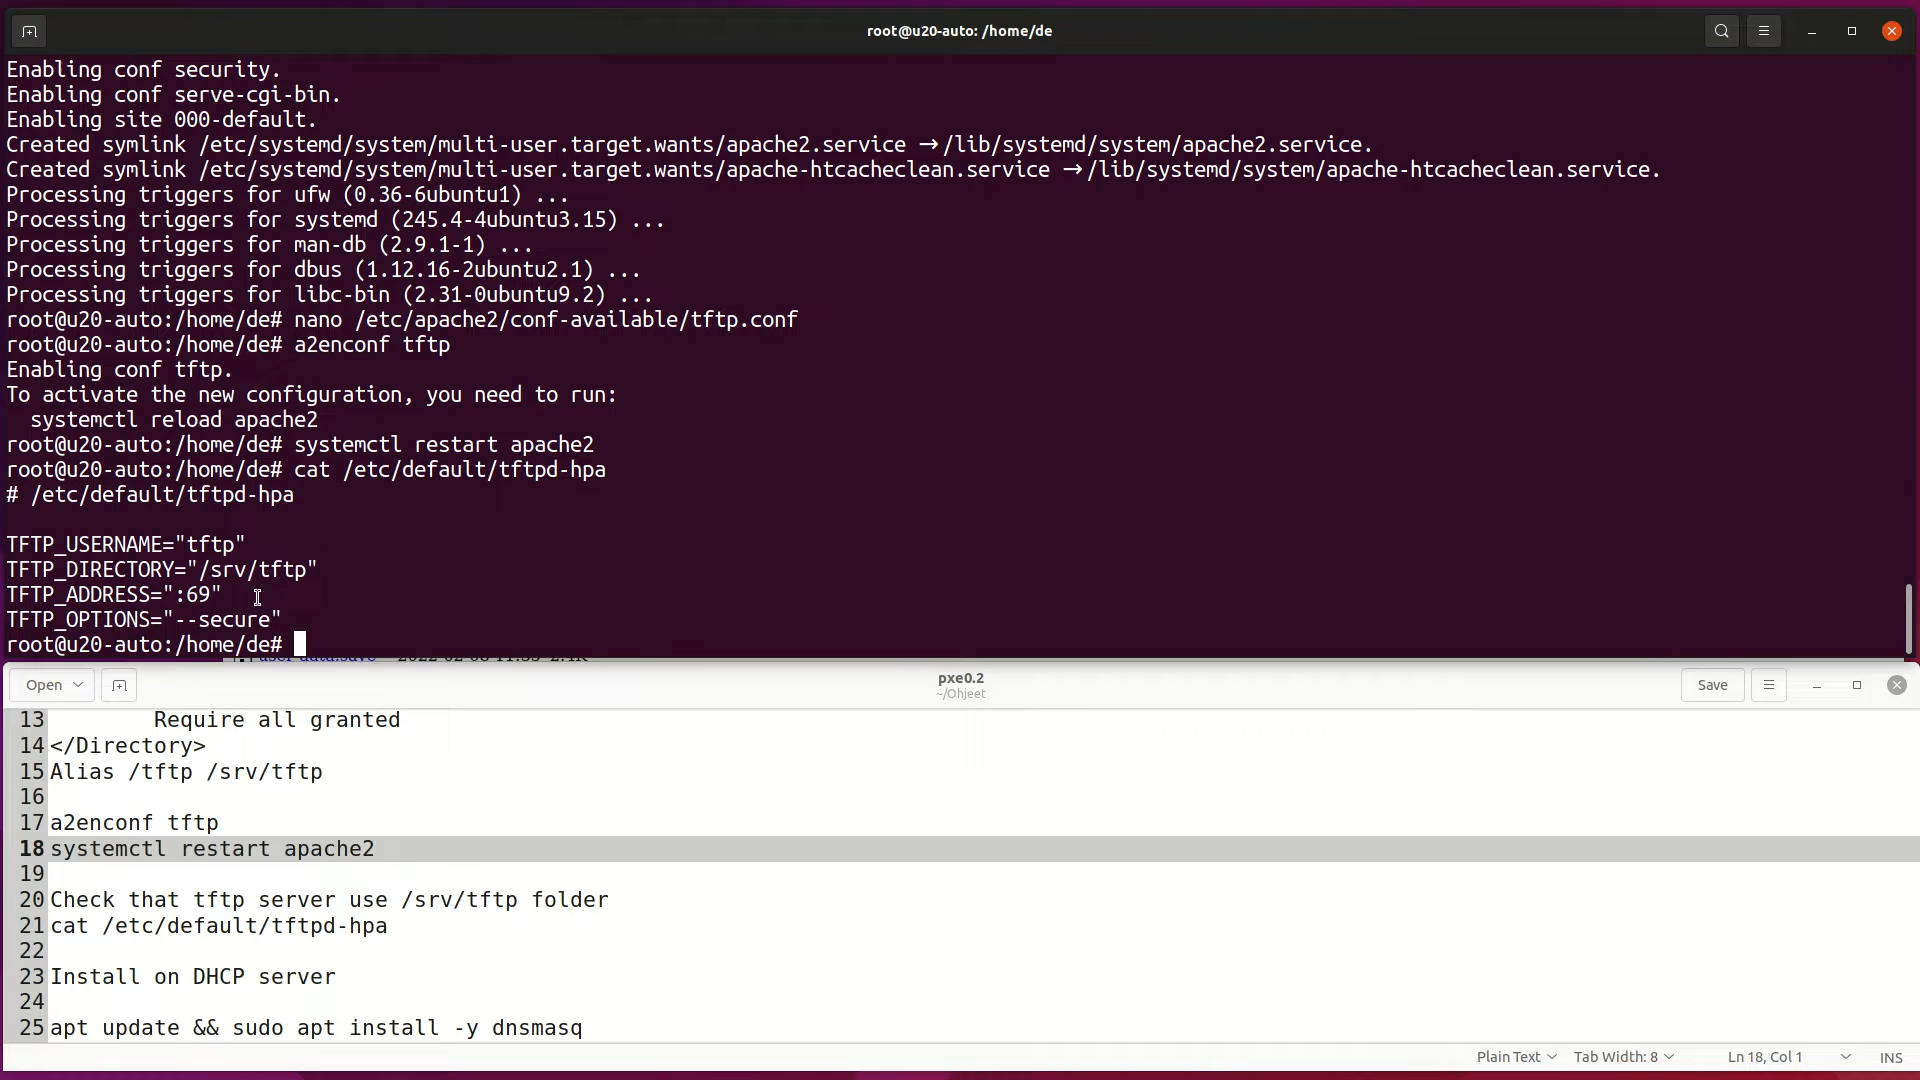 root@u20-auto: /home/de
Enabling conf security.
Enabling conf serve-cgi-bin.
Enabling site 000-default.
Created symlink /etc/systemd/system/multi-user.target.wants/apache2.service → /lib/systemd/system/apache2.service.
Created symlink /etc/systemd/system/multi-user.target.wants/apache-htcacheclean.service → /lib/systemd/system/apache-htcacheclean.service.
Processing triggers for ufw (0.36-6ubuntu1) ...
Processing triggers for systemd (245.4-4ubuntu3.15) ...
Processing triggers for man-db (2.9.1-1) ...
Processing triggers for dbus (1.12.16-2ubuntu2.1) ...
Processing triggers for libc-bin (2.31-0ubuntu9.2) ...
root@u20-auto:/home/de# nano /etc/apache2/conf-available/tftp.conf
root@u20-auto:/home/de# a2enconf tftp
Enabling conf tftp.
To activate the new configuration, you need to run:
  systemctl reload apache2
root@u20-auto:/home/de# systemctl restart apache2
root@u20-auto:/home/de# cat /etc/default/tftpd-hpa
# /etc/default/tftpd-hpa
TFTP_USERNAME="tftp"
TFTP_DIRECTORY="/srv/tftp"
TFTP_ADDRESS=":69"
TFTP_OPTIONS="--secure"
root@u20-auto:/home/de#
Open
pxe0.2
~/Ohjeet
Save
13         Require all granted
14 </Directory>
15 Alias /tftp /srv/tftp
16
17 a2enconf tftp
18 systemctl restart apache2
19
20 Check that tftp server use /srv/tftp folder
21 cat /etc/default/tftpd-hpa
22
23 Install on DHCP server
24
25 apt update && sudo apt install -y dnsmasq
Plain Text
Tab Width: 8
Ln 18, Col 1
INS